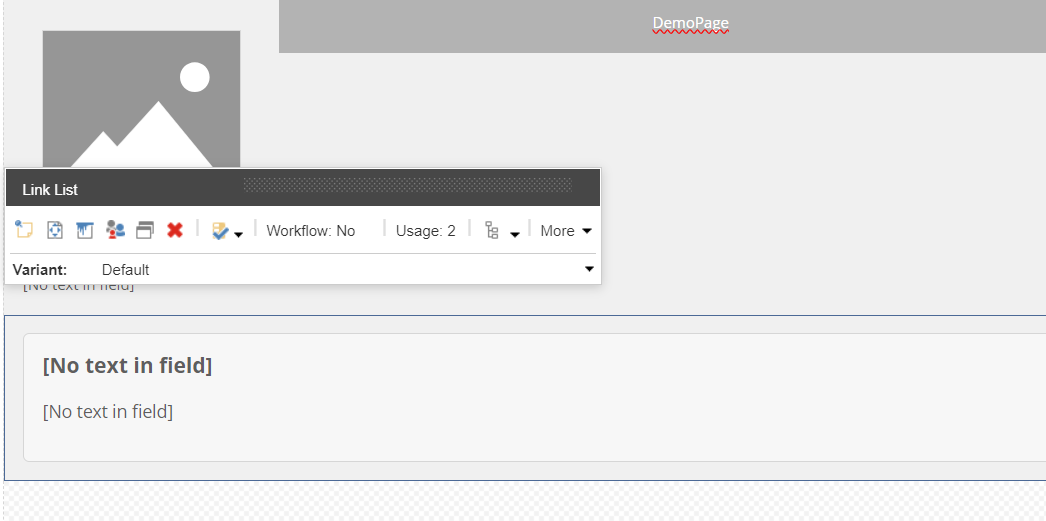 DemoPage
Link List
Workflow: No Usage: 2 More
Variant: Default
[No text in field]
[No text in field]
[No text in field]